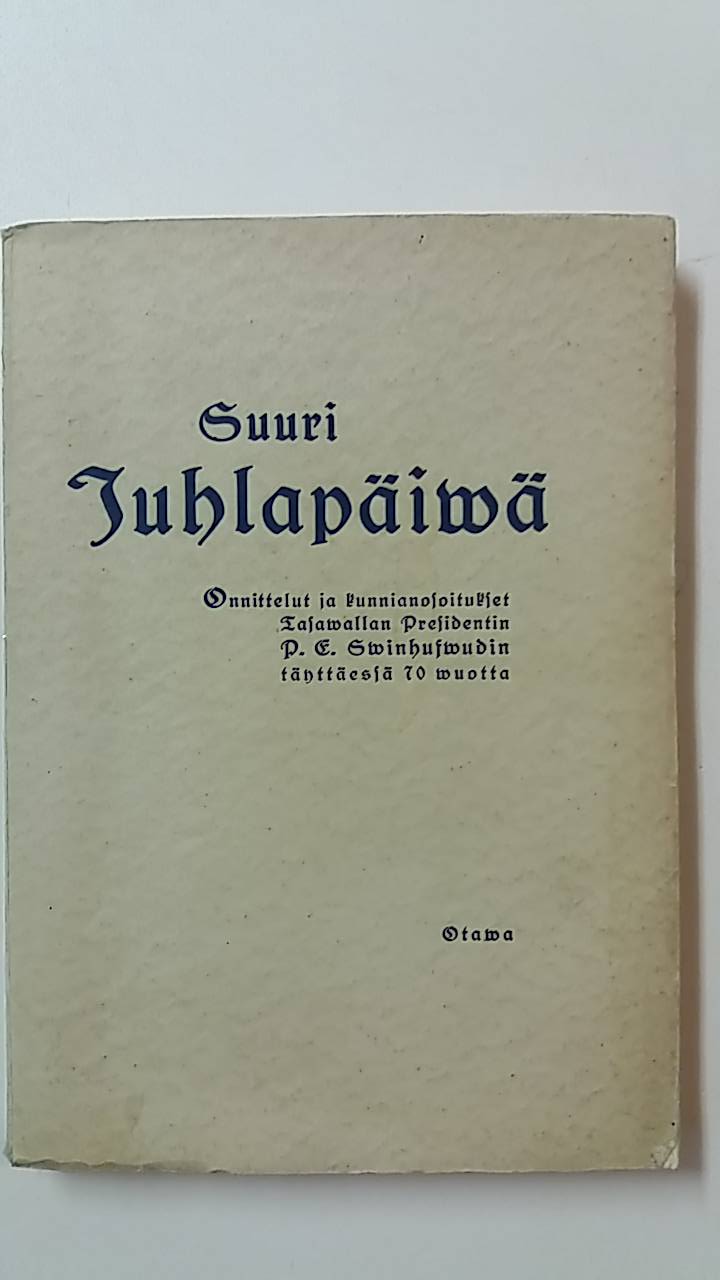 Suuri
Juhlapäiwä
Onnittelut ja kunnianosoitukset
Tasawallan Presidentin
P. E. Swinhufwudin
täyttäessä 70 wuotta
Otawa